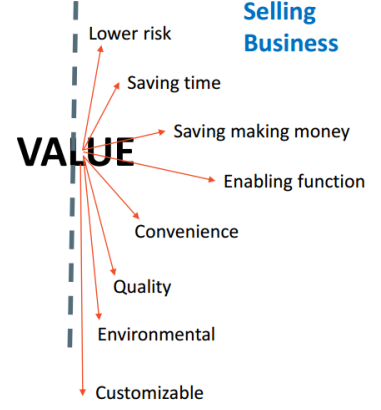 Selling
Business
Lower risk
Saving time
Saving making money
VALUE
Enabling function
Convenience
Quality
Environmental
Customizable